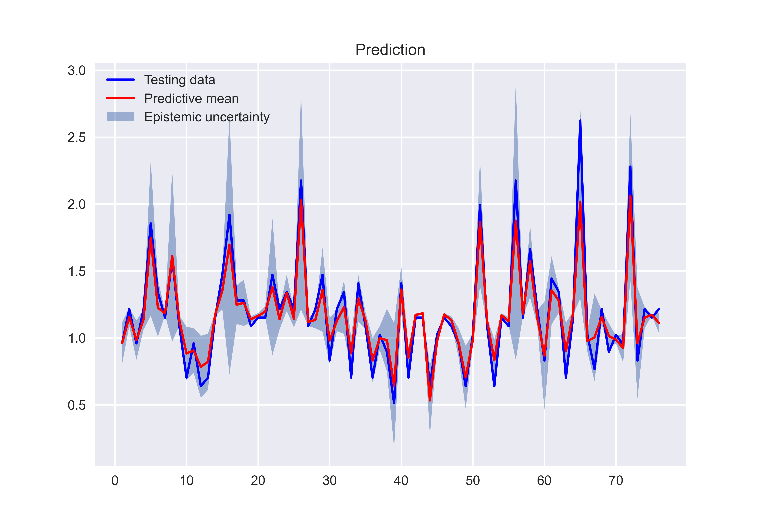 Prediction
3.0
2.5
2.0
1.5
1.0
0.5
Testing data
Predictive mean
Epistemic uncertainty
0 10 20 30 40 50 60 70